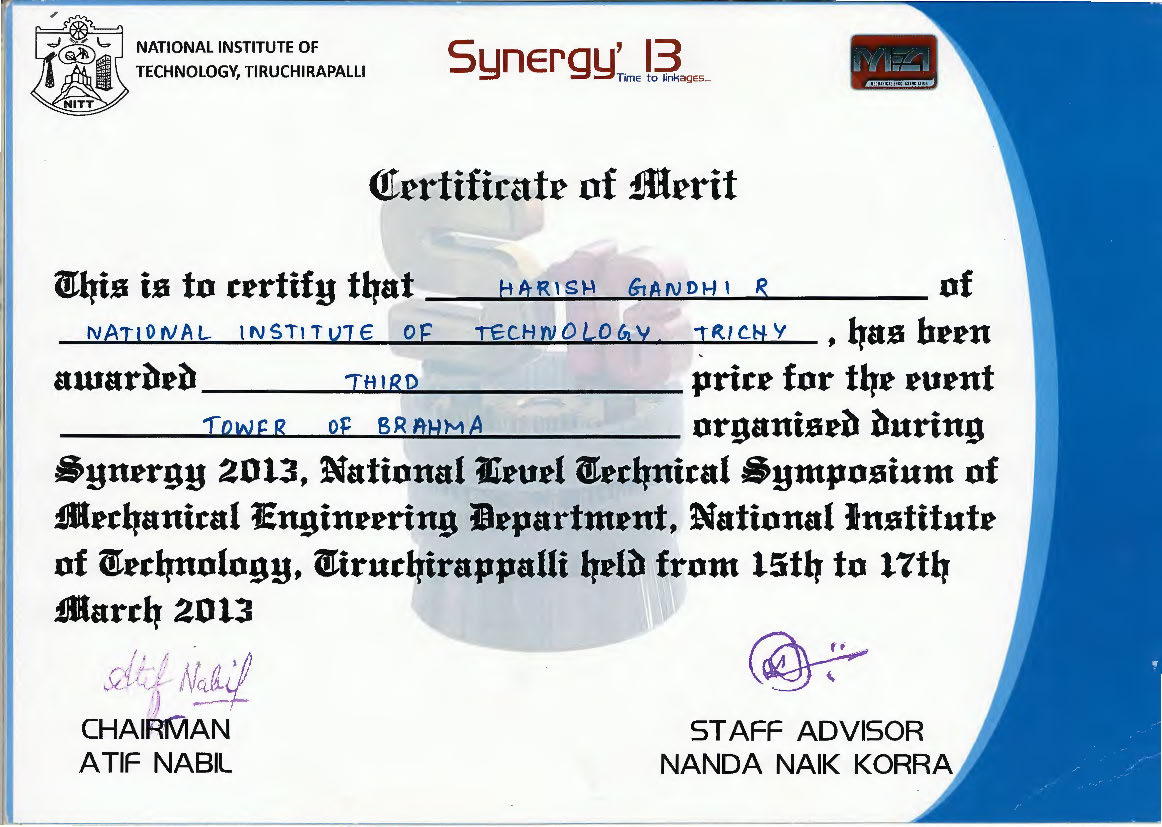 NATIONAL INSTITUTE OF
TECHNOLOGY, TIRUCHIRAPALLI
NITT
Synergy' 13
Time to linkages...
MEA
Certificate of Merit
This is to certify that HARISH GANDHI R of
NATIONAL INSTITUTE OF TECHNOLOGY, TRICHY , has been
awarded THIRD price for the event
TOWER OF BRAHMA organised during
Synergy 2013, National Level Technical Symposium of
Mechanical Engineering Department, National Institute
of Technology, Tiruchirappalli held from 15th to 17th
March 2013
Atif Nabil
CHAIRMAN
ATIF NABIL
STAFF ADVISOR
NANDA NAIK KORRA